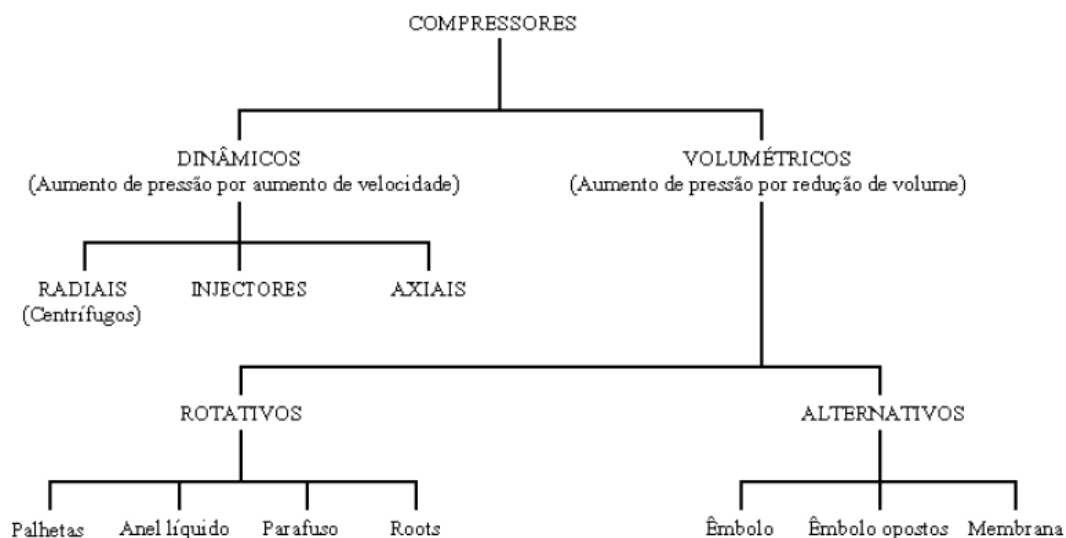 COMPRESSORES
DINÂMICOS
(Aumento de pressão por aumento de velocidade)
VOLUMÉTRICOS
(Aumento de pressão por redução de volume)
RADIAIS
(Centrífugos)
INJECTORES
AXIAIS
ROTATIVOS
ALTERNATIVOS
Palhetas
Anel líquido
Parafuso
Roots
Êmbolo
Êmbolo opostos
Membrana